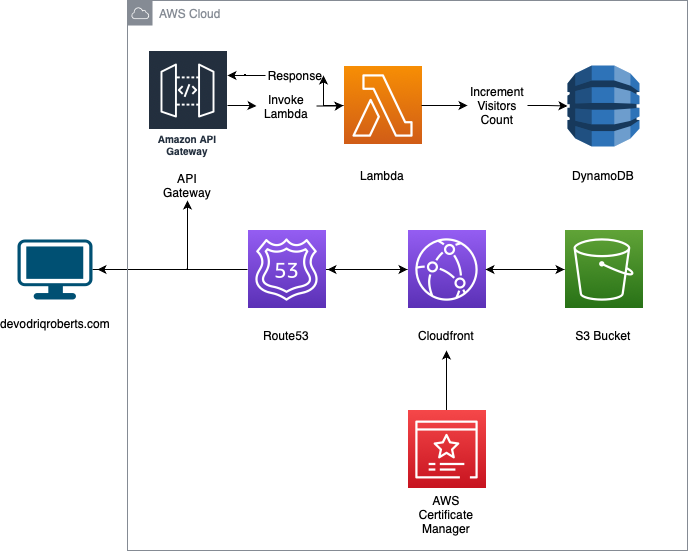 AWS Cloud
Response
Invoke
Lambda
Increment
Visitors
Count
Amazon API
Gateway
API
Gateway
Lambda
DynamoDB
53
devodriqroberts.com
Route53
Cloudfront
S3 Bucket
AWS
Certificate
Manager